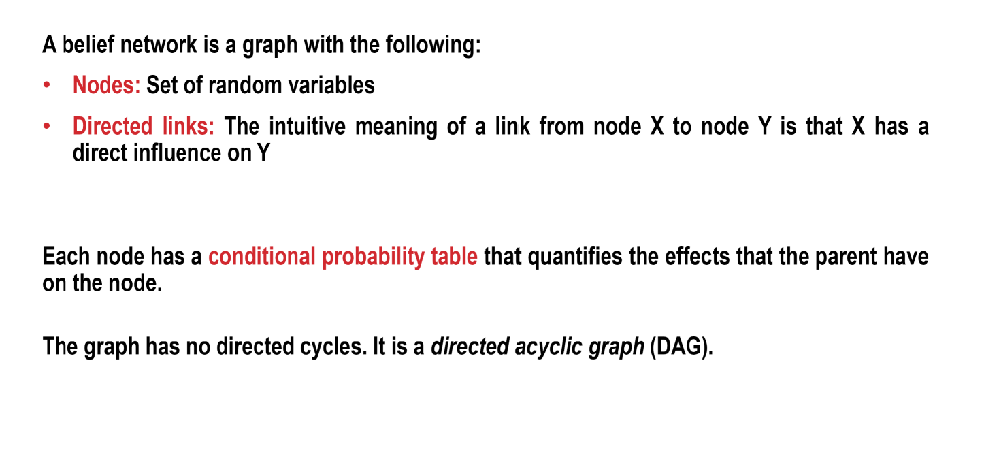 A belief network is a graph with the following:
• Nodes: Set of random variables
• Directed links: The intuitive meaning of a link from node X to node Y is that X has a
direct influence on Y
Each node has a conditional probability table that quantifies the effects that the parent have
on the node.
The graph has no directed cycles. It is a directed acyclic graph (DAG).